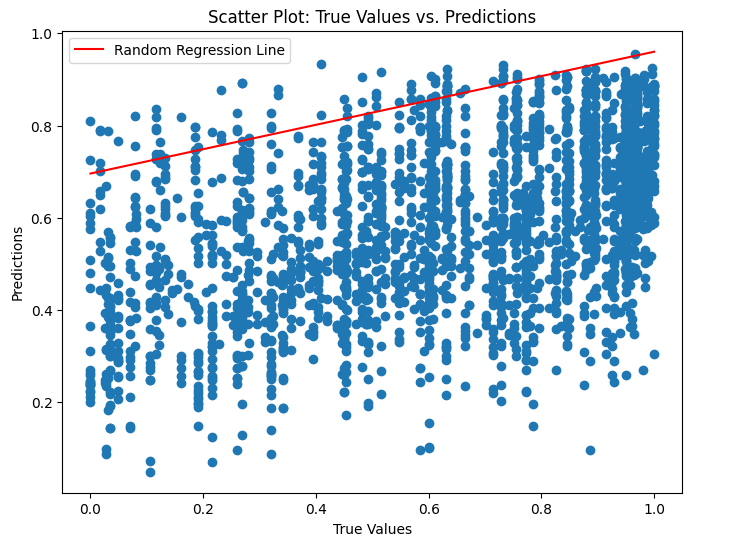 Scatter Plot: True Values vs. Predictions
Random Regression Line
Predictions
1.0
0.8
0.6
0.4
0.2
0.0 0.2 0.4 0.6 0.8 1.0
True Values